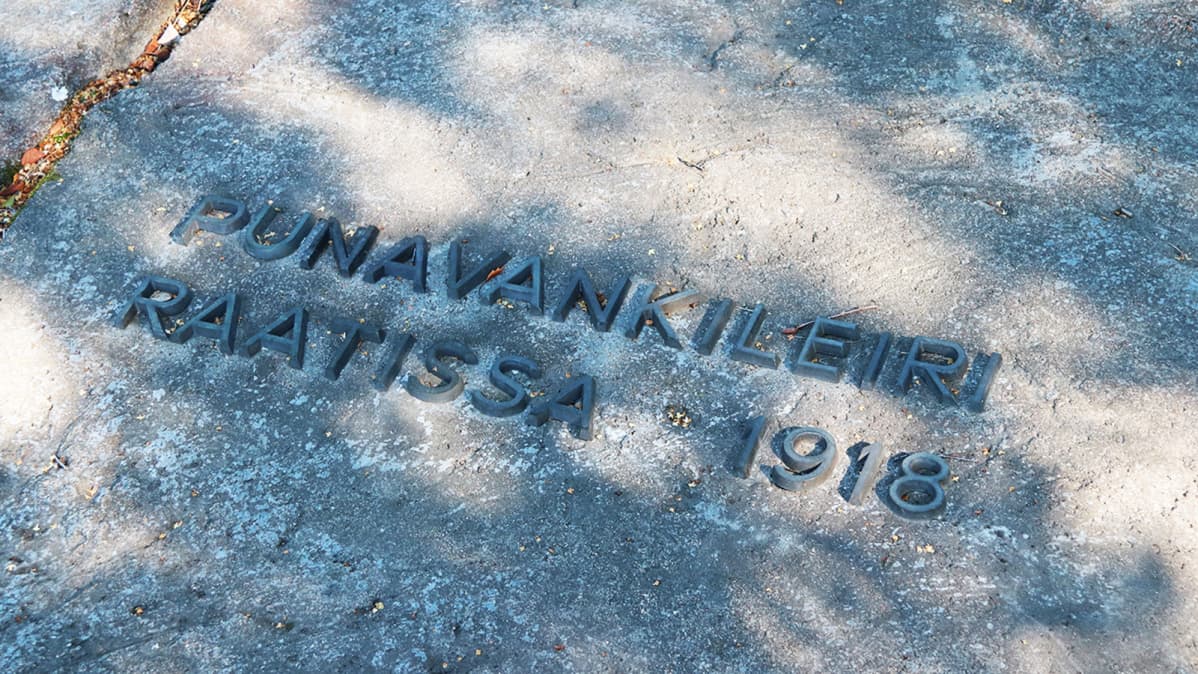 PUNAVANKILEIRI
RAATISSA 1918